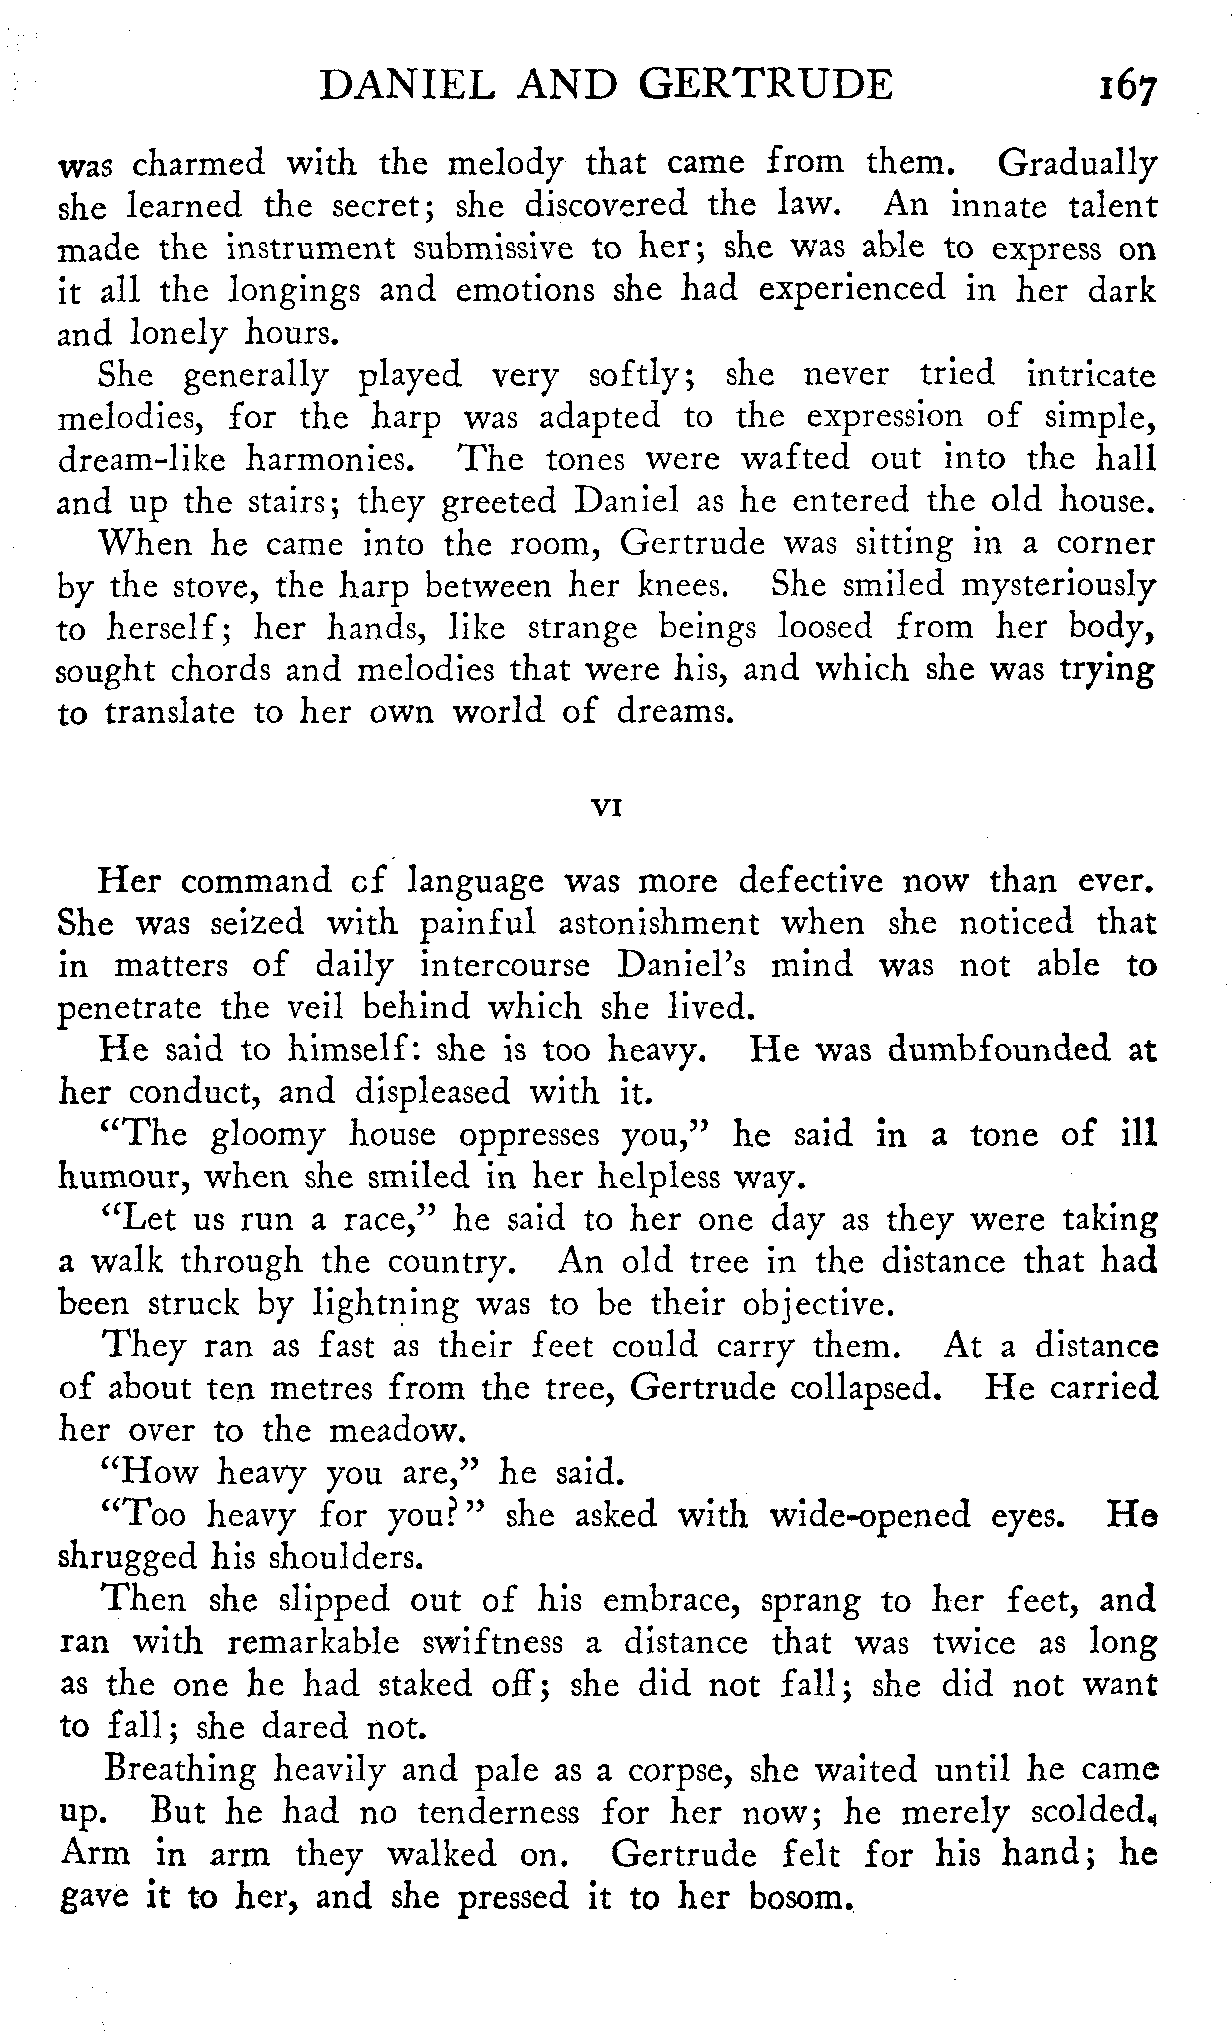 DANIEL AND GERTRUDE 167
was charmed with the melody that came from them. Gradually
she learned the secret; she discovered the law. An innate talent
made the instrument submissive to her; she was able to express on
it all the longings and emotions she had experienced in her dark
and lonely hours.
She generally played very softly; she never tried intricate
melodies, for the harp was adapted to the expression of simple,
dream-like harmonies. The tones were wafted out into the hall
and up the stairs; they greeted Daniel as he entered the old house.
When he came into the room, Gertrude was sitting in a corner
by the stove, the harp between her knees. She smiled mysteriously
to herself; her hands, like strange beings loosed from her body,
sought chords and melodies that were his, and which she was trying
to translate to her own world of dreams.
VI
Her command of language was more defective now than ever.
She was seized with painful astonishment when she noticed that
in matters of daily intercourse Daniel's mind was not able to
penetrate the veil behind which she lived.
He said to himself: she is too heavy. He was dumbfounded at
her conduct, and displeased with it.
"The gloomy house oppresses you," he said in a tone of ill
humour, when she smiled in her helpless way.
"Let us run a race," he said to her one day as they were taking
a walk through the country. An old tree in the distance that had
been struck by lightning was to be their objective.
They ran as fast as their feet could carry them. At a distance
of about ten metres from the tree, Gertrude collapsed. He carried
her over to the meadow.
"How heavy you are," he said.
"Too heavy for you?" she asked with wide-opened eyes. He
shrugged his shoulders.
Then she slipped out of his embrace, sprang to her feet, and
ran with remarkable swiftness a distance that was twice as long
as the one he had staked off; she did not fall; she did not want
to fall; she dared not.
Breathing heavily and pale as a corpse, she waited until he came
up. But he had no tenderness for her now; he merely scolded.
Arm in arm they walked on. Gertrude felt for his hand; he
gave it to her, and she pressed it to her bosom.